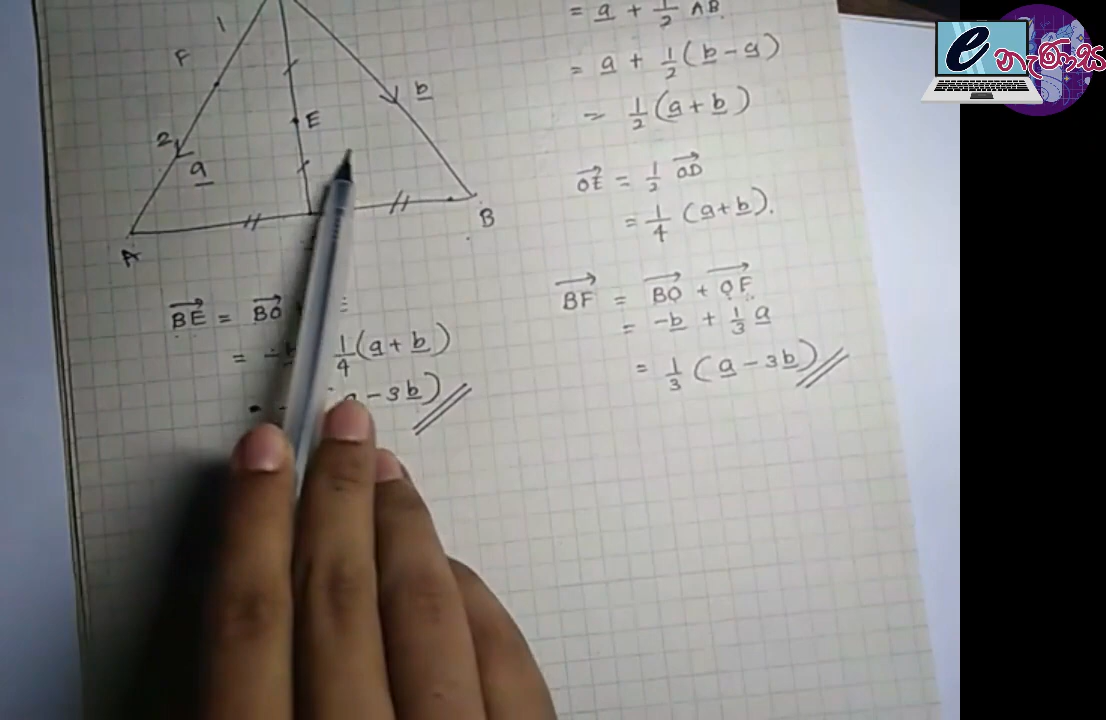 1
F
2
a
E
b
A
B
= a + 1/2 AB
= a + 1/2 (b - a)
= 1/2 (a + b)
OE = 1/2 OD
= 1/4 (a + b).
BE = BO
= -b 1/4 (a + b)
a - 3b)
BF = BO + OF
= -b + 1/3 a
= 1/3 (a - 3b)
e නැණස